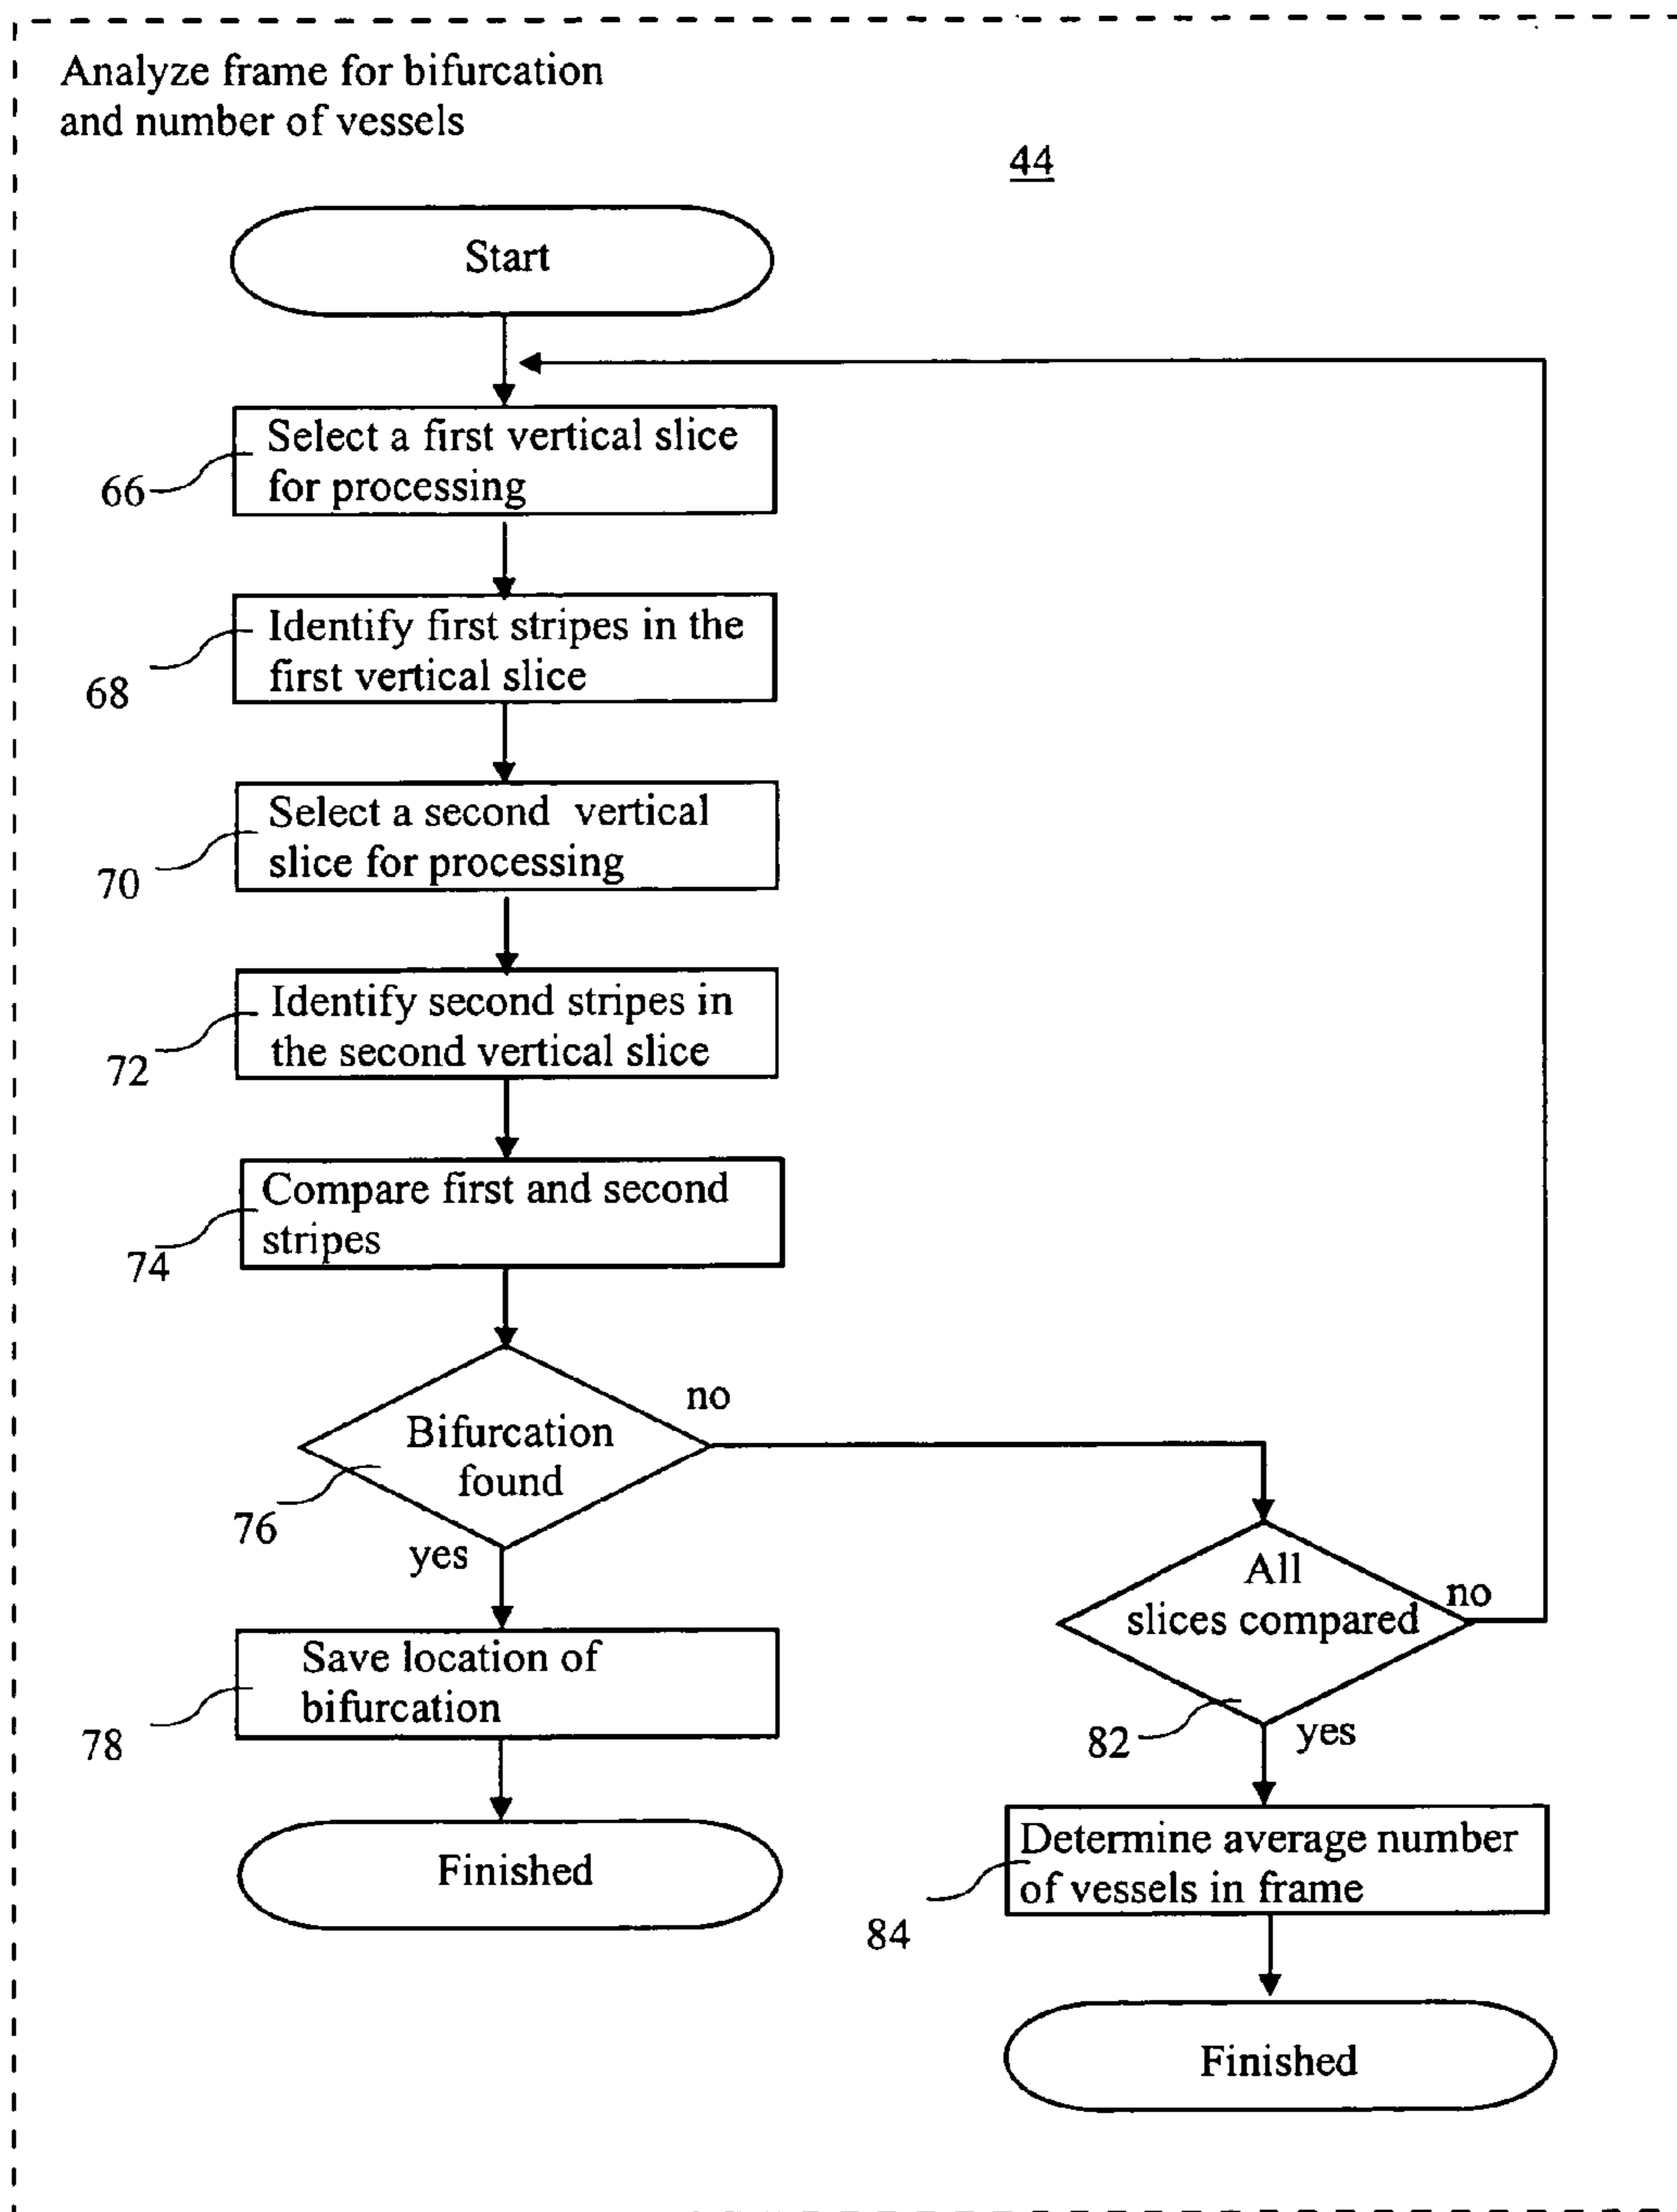 Analyze frame for bifurcation
and number of vessels
44
Start
Select a first vertical slice
for processing
66
Identify first stripes in the
first vertical slice
68
Select a second vertical
slice for processing
70
Identify second stripes in
the second vertical slice
72
Compare first and second
stripes
74
Bifurcation
found
no
76
yes
All
slices compared
no
82
yes
Save location of
bifurcation
78
Determine average number
of vessels in frame
84
Finished
Finished